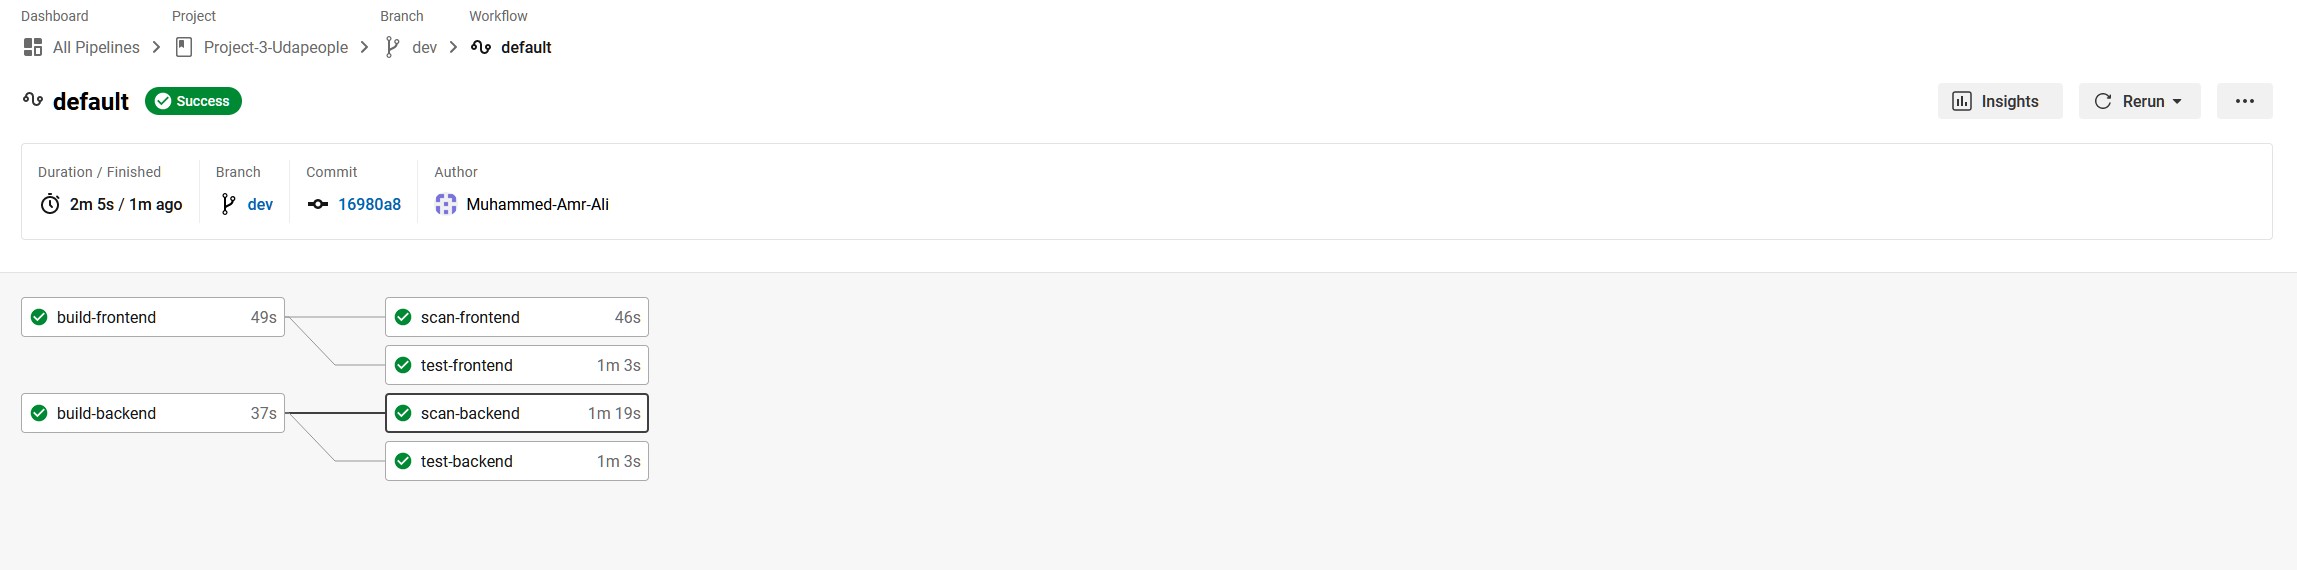 Dashboard Project Branch Workflow
All Pipelines Project-3-Udapeople dev default
default Success Insights Rerun
Duration / Finished Branch Commit Author
2m 5s / 1m ago dev 16980a8 Muhammed-Amr-Ali
build-frontend 49s scan-frontend 46s
test-frontend 1m 3s
build-backend 37s scan-backend 1m 19s
test-backend 1m 3s